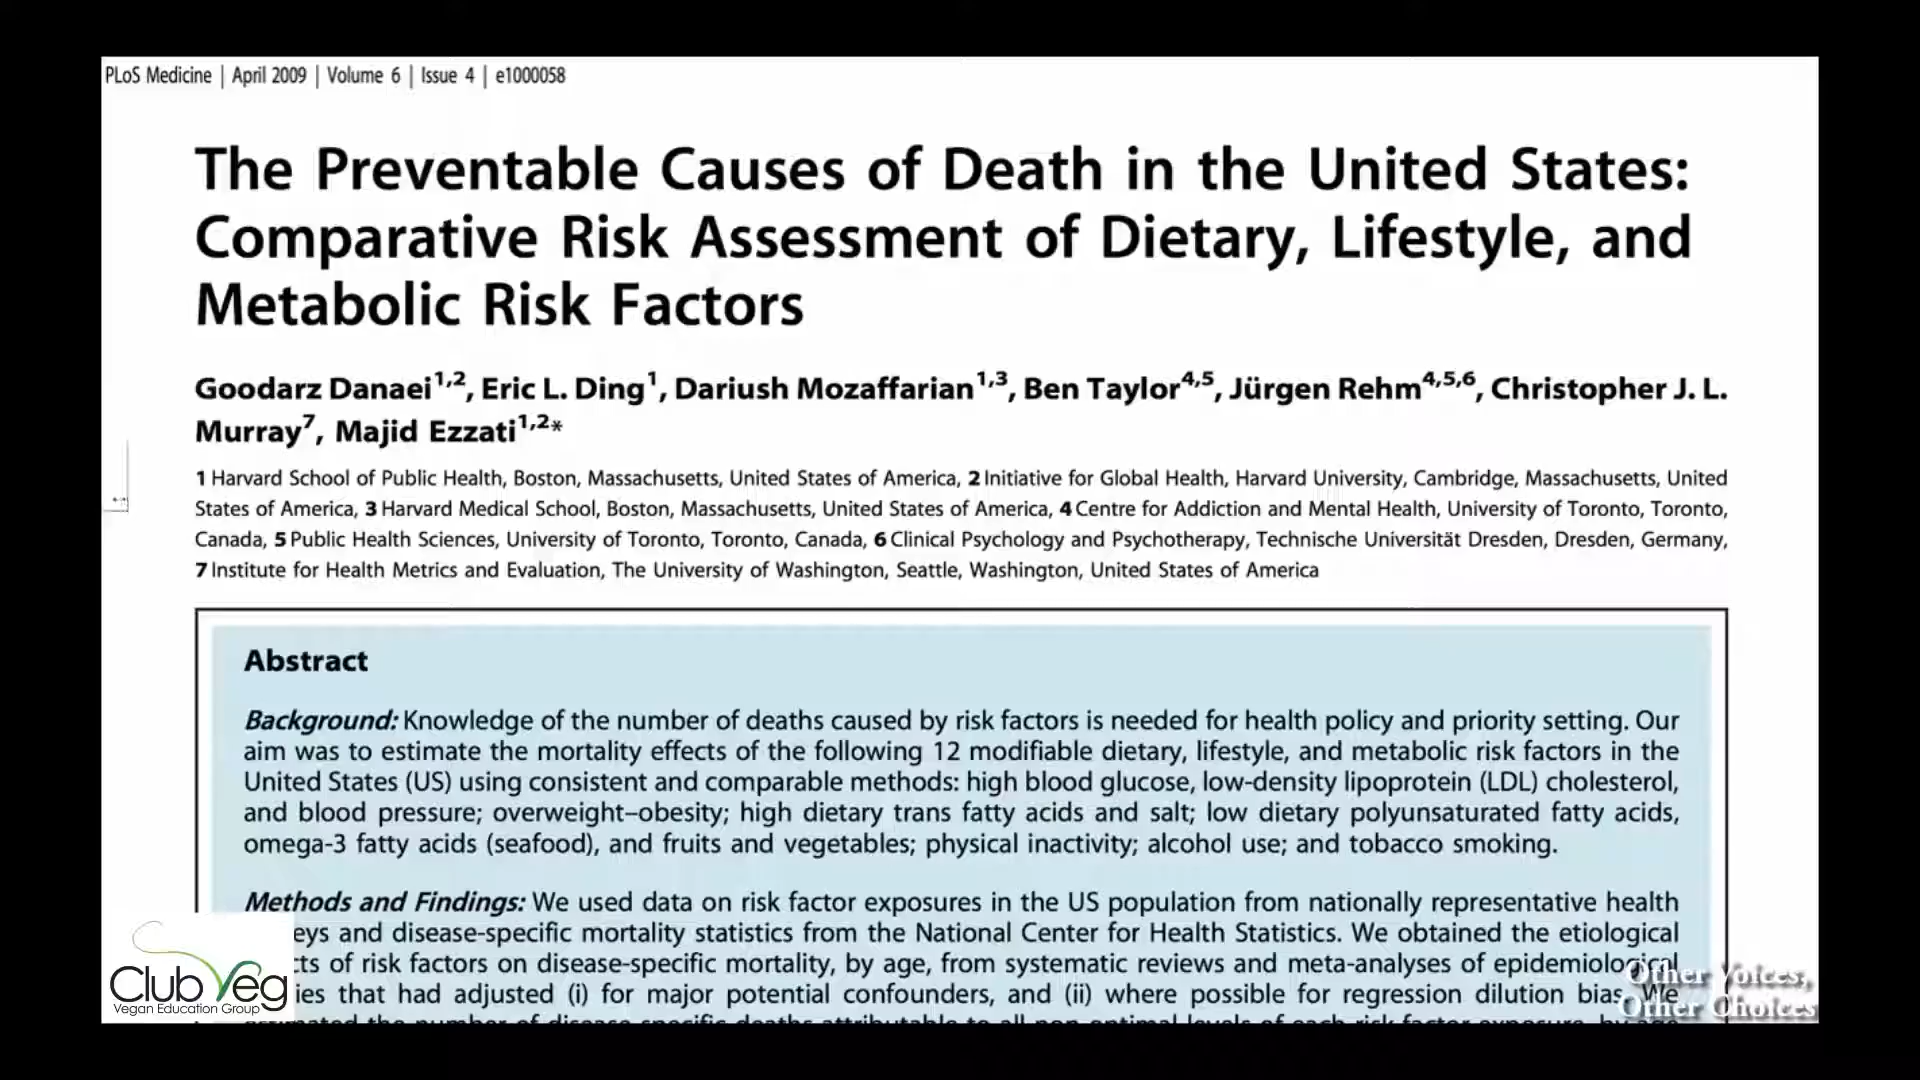 PLoS Medicine | April 2009 | Volume 6 | Issue 4 | e1000058
The Preventable Causes of Death in the United States:
Comparative Risk Assessment of Dietary, Lifestyle, and
Metabolic Risk Factors
Goodarz Danaei1,2, Eric L. Ding1, Dariush Mozaffarian1,3, Ben Taylor4,5, Jürgen Rehm4,5,6, Christopher J. L.
Murray7, Majid Ezzati1,2*
1 Harvard School of Public Health, Boston, Massachusetts, United States of America, 2 Initiative for Global Health, Harvard University, Cambridge, Massachusetts, United
States of America, 3 Harvard Medical School, Boston, Massachusetts, United States of America, 4 Centre for Addiction and Mental Health, University of Toronto, Toronto,
Canada, 5 Public Health Sciences, University of Toronto, Toronto, Canada, 6 Clinical Psychology and Psychotherapy, Technische Universität Dresden, Dresden, Germany,
7 Institute for Health Metrics and Evaluation, The University of Washington, Seattle, Washington, United States of America
Abstract
Background: Knowledge of the number of deaths caused by risk factors is needed for health policy and priority setting. Our
aim was to estimate the mortality effects of the following 12 modifiable dietary, lifestyle, and metabolic risk factors in the
United States (US) using consistent and comparable methods: high blood glucose, low-density lipoprotein (LDL) cholesterol,
and blood pressure; overweight–obesity; high dietary trans fatty acids and salt; low dietary polyunsaturated fatty acids,
omega-3 fatty acids (seafood), and fruits and vegetables; physical inactivity; alcohol use; and tobacco smoking.
Methods and Findings: We used data on risk factor exposures in the US population from nationally representative health
eys and disease-specific mortality statistics from the National Center for Health Statistics. We obtained the etiological
cts of risk factors on disease-specific mortality, by age, from systematic reviews and meta-analyses of epidemiological
ies that had adjusted (i) for major potential confounders, and (ii) where possible for regression dilution bias. We
Club Veg
Vegan Education Group
Other Voices,
Other Choices